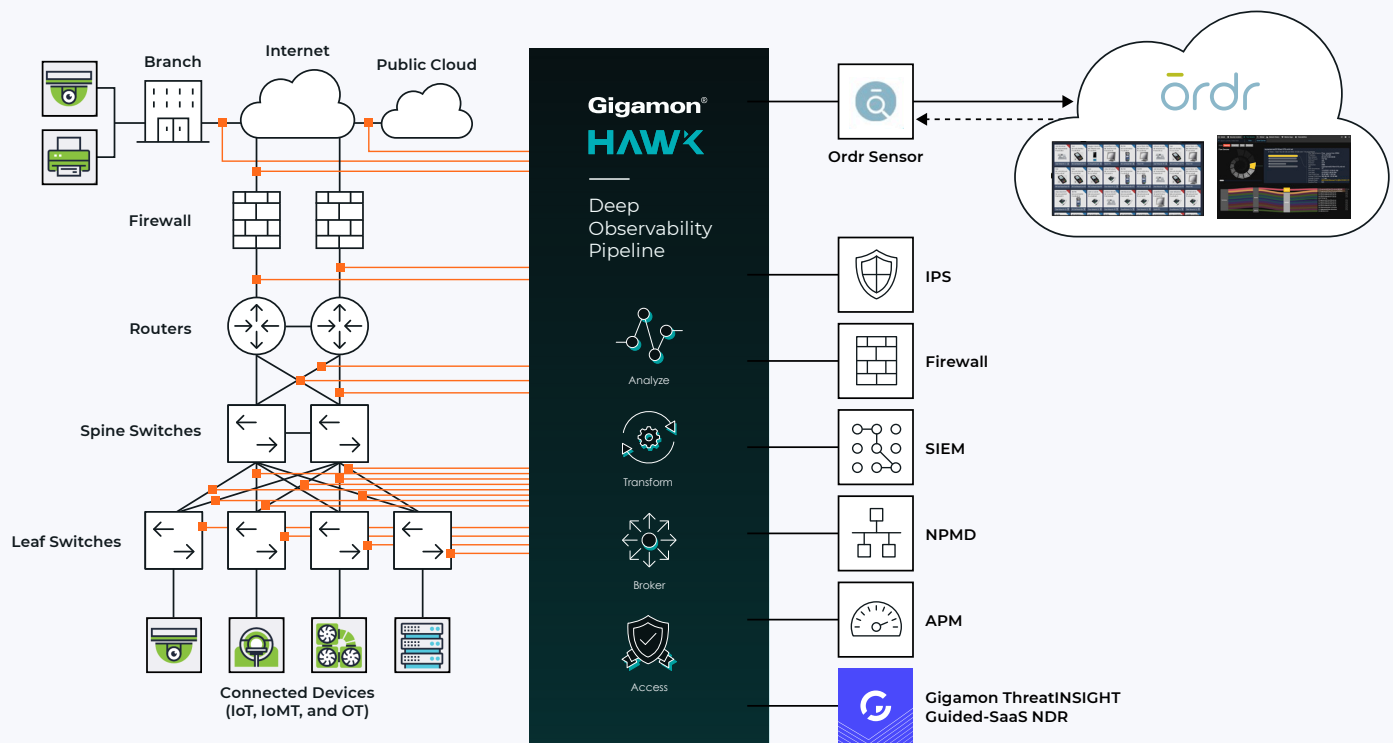 Branch
Internet
Public Cloud
Firewall
Routers
Spine Switches
Leaf Switches
Connected Devices
(IoT, IoMT, and OT)
Gigamon®
HAWK
Deep
Observability
Pipeline
Analyze
Transform
Broker
Access
Ordr Sensor
ōrdr
IPS
Firewall
SIEM
NPMD
APM
Gigamon ThreatINSIGHT
Guided-SaaS NDR